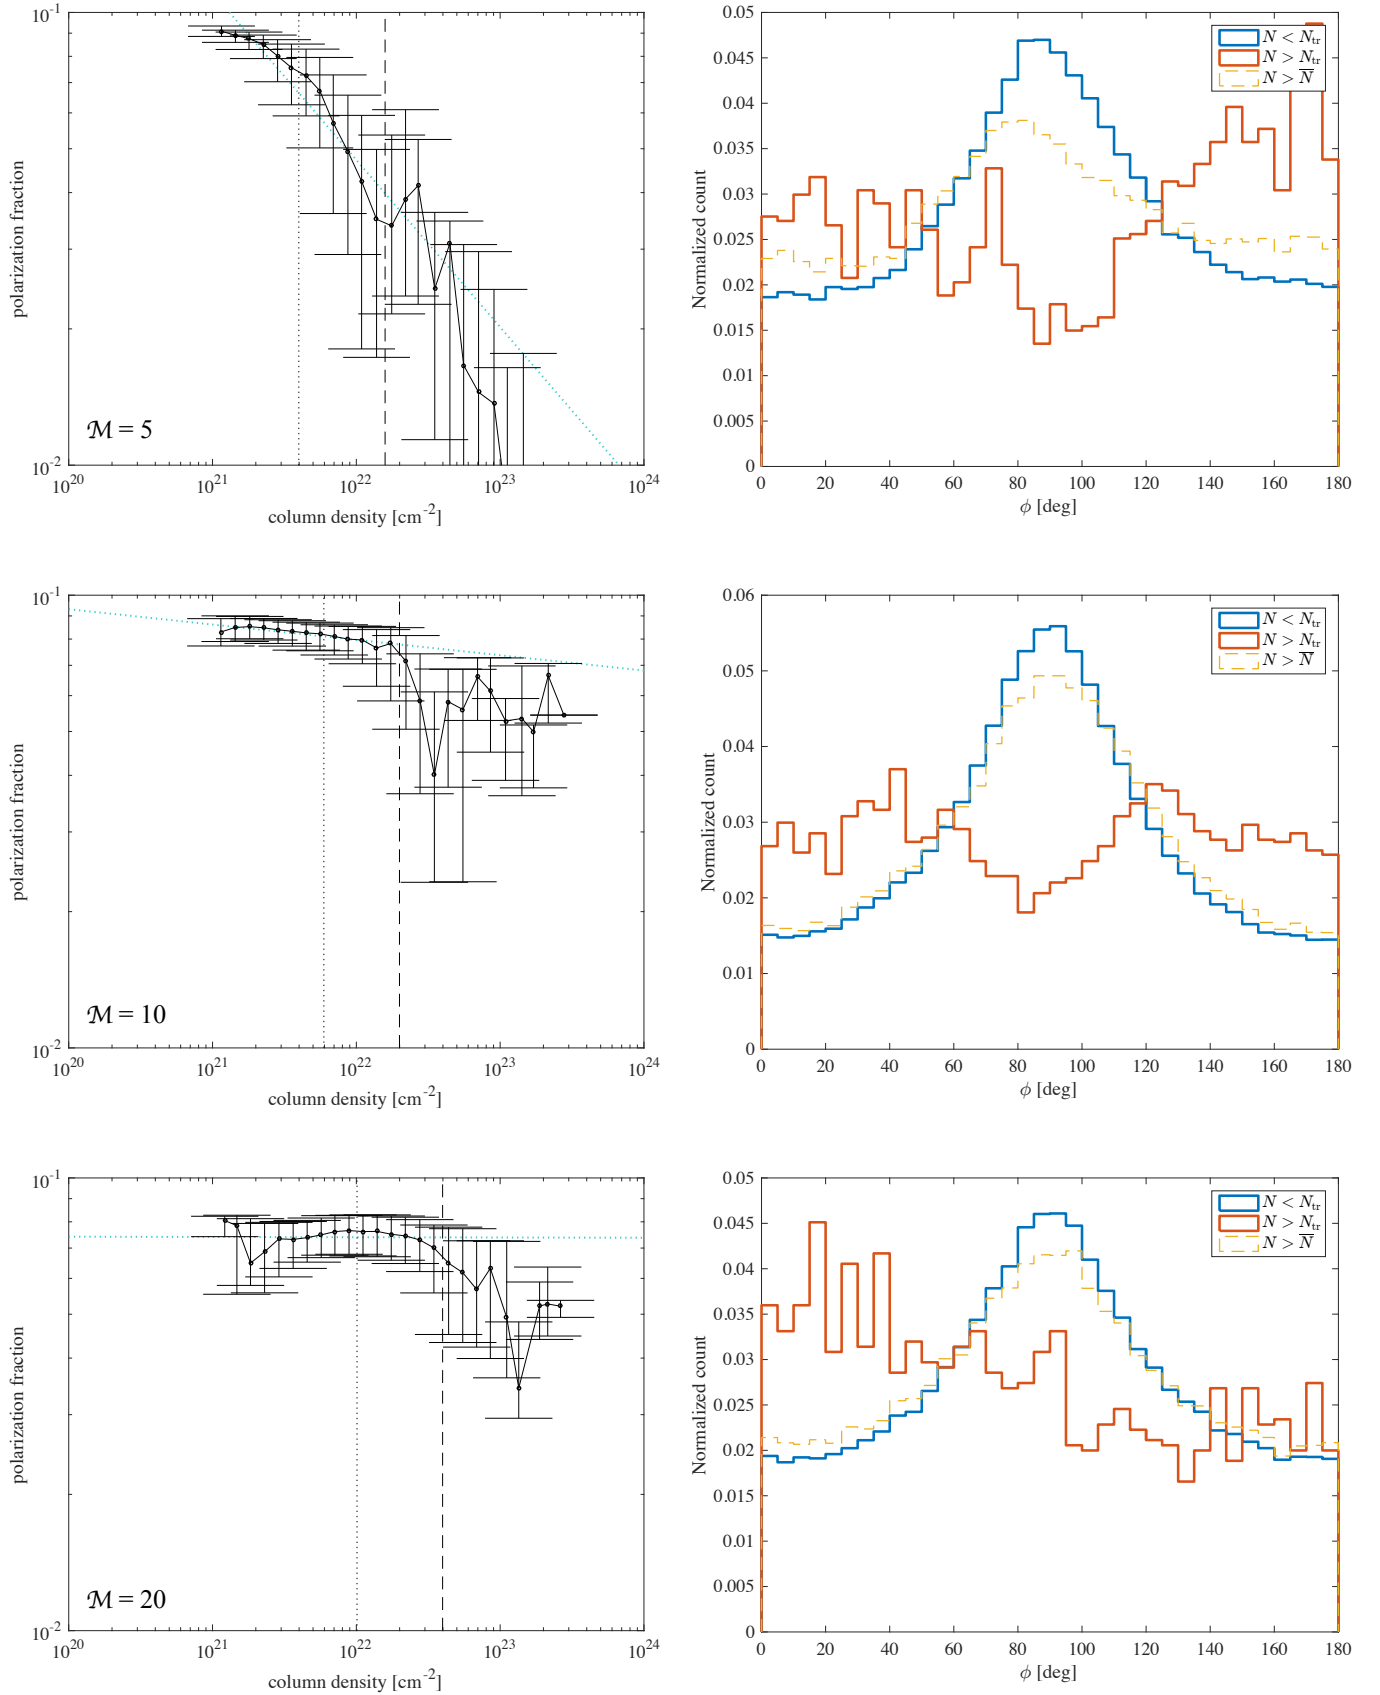 10^-1
polarization fraction
ℳ = 5
10^-2
10^20 10^21 10^22 10^23 10^24
column density [cm^-2]
0.05
0.045
0.04
0.035
0.03
0.025
0.02
0.015
0.01
0.005
0
Normalized count
N < N_tr
N > N_tr
N > N̅
0 20 40 60 80 100 120 140 160 180
ϕ [deg]
10^-1
polarization fraction
ℳ = 10
10^-2
10^20 10^21 10^22 10^23 10^24
column density [cm^-2]
0.06
0.05
0.04
0.03
0.02
0.01
0
Normalized count
N < N_tr
N > N_tr
N > N̅
0 20 40 60 80 100 120 140 160 180
ϕ [deg]
10^-1
polarization fraction
ℳ = 20
10^-2
10^20 10^21 10^22 10^23 10^24
column density [cm^-2]
0.05
0.045
0.04
0.035
0.03
0.025
0.02
0.015
0.01
0.005
0
Normalized count
N < N_tr
N > N_tr
N > N̅
0 20 40 60 80 100 120 140 160 180
ϕ [deg]